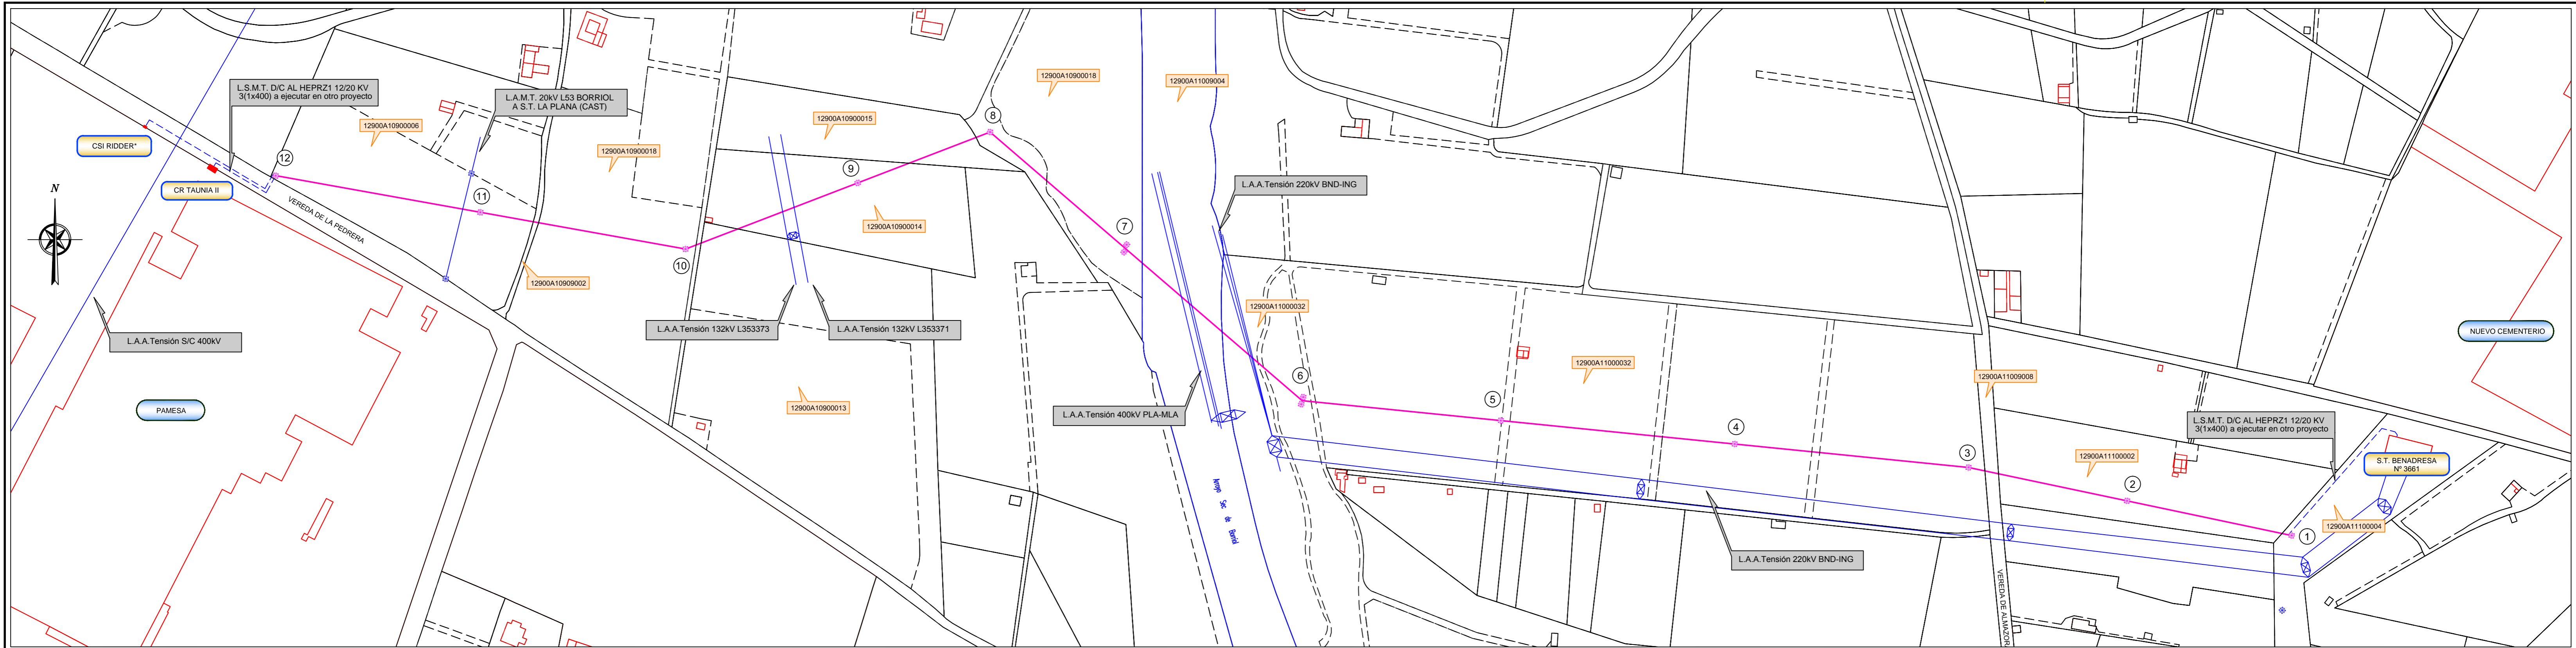 12900A10900018
12900A11009004
L.S.M.T. D/C AL HEPRZ1 12/20 KV
3(1x400) a ejecutar en otro proyecto
L.A.M.T. 20kV L53 BORRIOL
A S.T. LA PLANA (CAST)
12900A10900006
12900A10900015
8
CSI RIDDER*
12900A10900018
12
9
CR TAUNIA II
L.A.A.Tensión 220kV BND-ING
N
11
VEREDA DE LA PEDRERA
12900A10900014
7
10
12900A10909002
12900A11000032
L.A.A.Tensión S/C 400kV
L.A.A.Tensión 132kV L353373
L.A.A.Tensión 132kV L353371
NUEVO CEMENTERIO
12900A11000032
6
12900A11009008
PAMESA
12900A10900013
L.A.A.Tensión 400kV PLA-MLA
5
4
L.S.M.T. D/C AL HEPRZ1 12/20 KV
3(1x400) a ejecutar en otro proyecto
3
12900A11100002
S.T. BENADRESA
Nº 3661
2
Arroyo Sec de Borriol
12900A11100004
1
L.A.A.Tensión 220kV BND-ING
VEREDA DE ALMAZOR